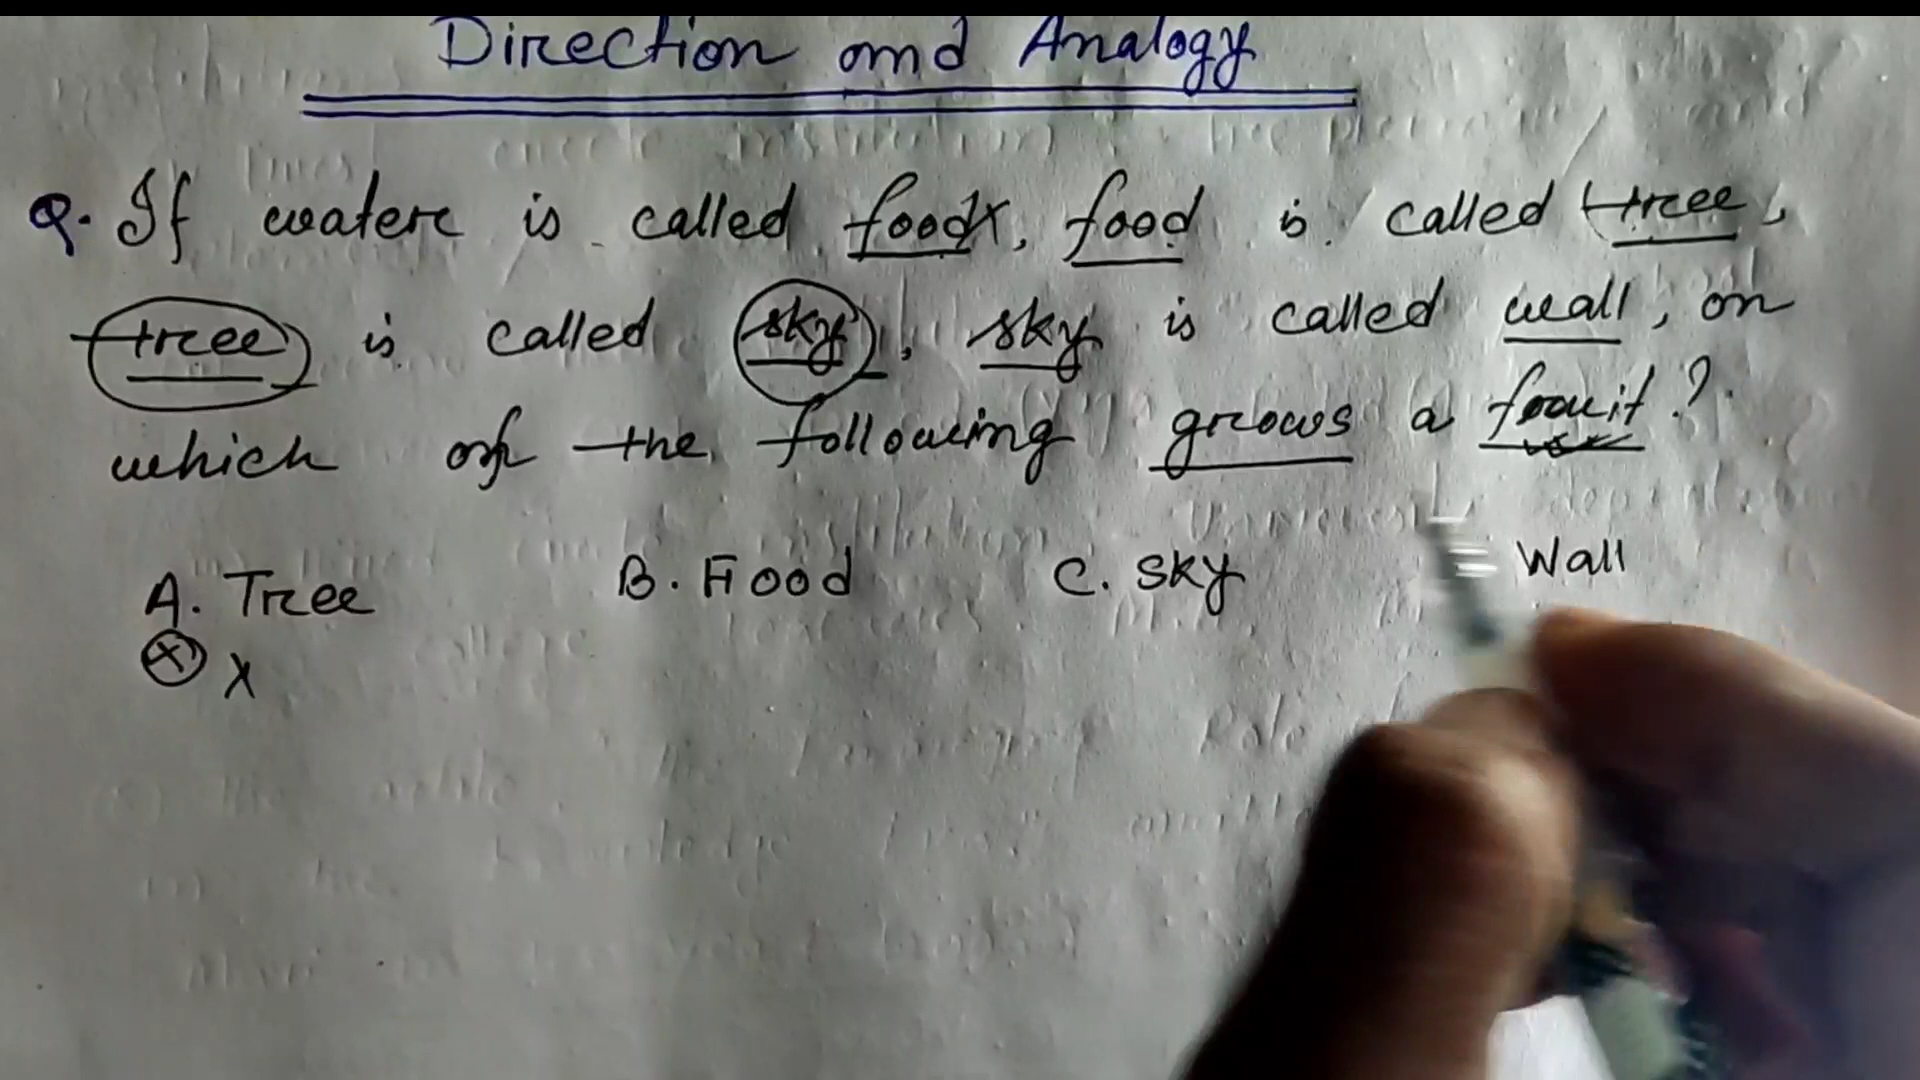 Direction and Analogy
Q. If water is called food, food is called tree,
tree is called sky, sky is called wall, on
which of the following grows a fruit?
A. Tree B. Food C. Sky Wall
X X